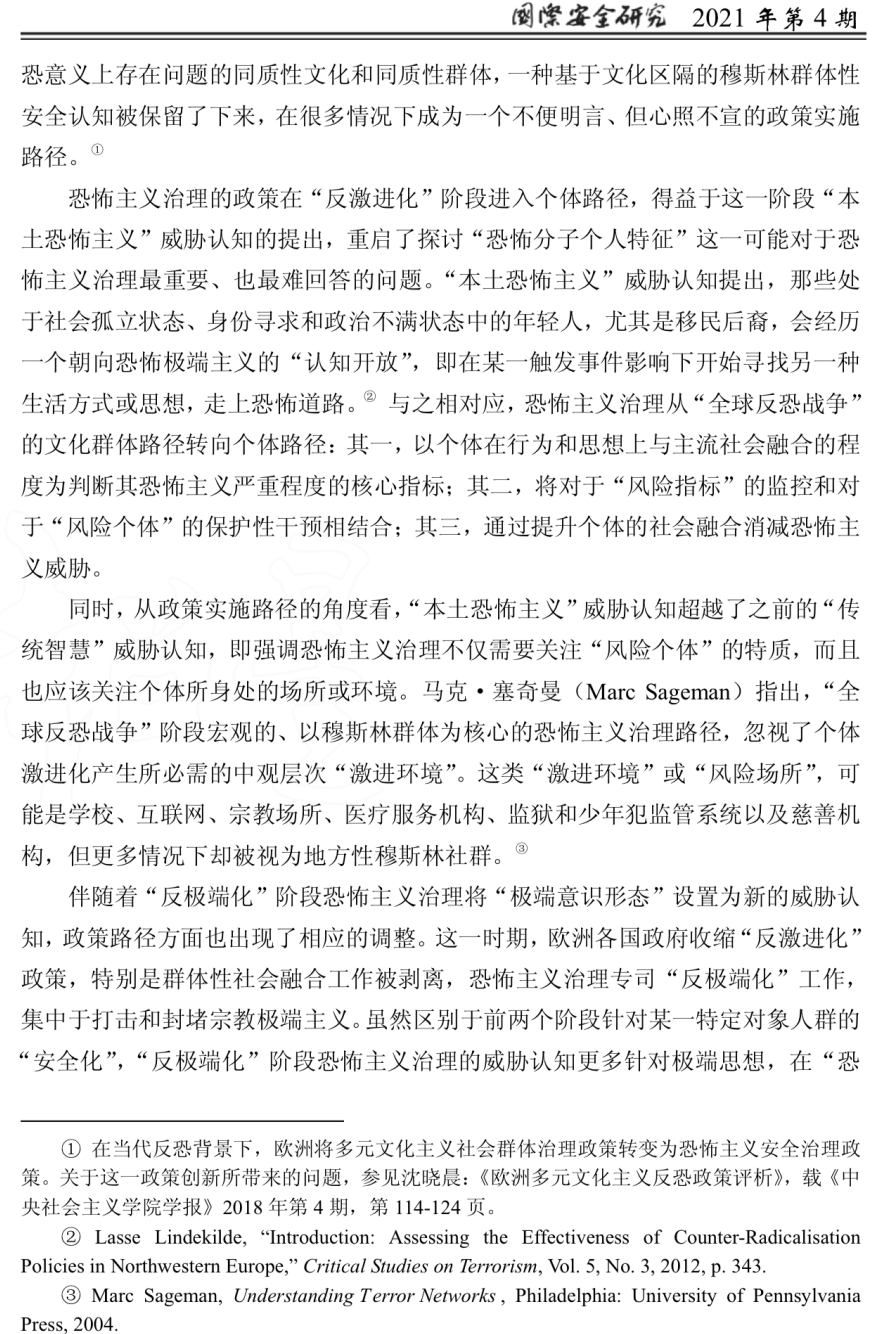 國際安全研究 2021 年第 4 期
恐意义上存在问题的同质性文化和同质性群体，一种基于文化区隔的穆斯林群体性
安全认知被保留了下来，在很多情况下成为一个不便明言、但心照不宣的政策实施
路径。①
恐怖主义治理的政策在“反激进化”阶段进入个体路径，得益于这一阶段“本
土恐怖主义”威胁认知的提出，重启了探讨“恐怖分子个人特征”这一可能对于恐
怖主义治理最重要、也最难回答的问题。“本土恐怖主义”威胁认知提出，那些处
于社会孤立状态、身份寻求和政治不满状态中的年轻人，尤其是移民后裔，会经历
一个朝向恐怖极端主义的“认知开放”，即在某一触发事件影响下开始寻找另一种
生活方式或思想，走上恐怖道路。② 与之相对应，恐怖主义治理从“全球反恐战争”
的文化群体路径转向个体路径：其一，以个体在行为和思想上与主流社会融合的程
度为判断其恐怖主义严重程度的核心指标；其二，将对于“风险指标”的监控和对
于“风险个体”的保护性干预相结合；其三，通过提升个体的社会融合消减恐怖主
义威胁。
同时，从政策实施路径的角度看，“本土恐怖主义”威胁认知超越了之前的“传
统智慧”威胁认知，即强调恐怖主义治理不仅需要关注“风险个体”的特质，而且
也应该关注个体所身处的场所或环境。马克·塞奇曼（Marc Sageman）指出，“全
球反恐战争”阶段宏观的、以穆斯林群体为核心的恐怖主义治理路径，忽视了个体
激进化产生所必需的中观层次“激进环境”。这类“激进环境”或“风险场所”，可
能是学校、互联网、宗教场所、医疗服务机构、监狱和少年犯监管系统以及慈善机
构，但更多情况下却被视为地方性穆斯林社群。③
伴随着“反极端化”阶段恐怖主义治理将“极端意识形态”设置为新的威胁认
知，政策路径方面也出现了相应的调整。这一时期，欧洲各国政府收缩“反激进化”
政策，特别是群体性社会融合工作被剥离，恐怖主义治理专司“反极端化”工作，
集中于打击和封堵宗教极端主义。虽然区别于前两个阶段针对某一特定对象人群的
“安全化”，“反极端化”阶段恐怖主义治理的威胁认知更多针对极端思想，在“恐
① 在当代反恐背景下，欧洲将多元文化主义社会群体治理政策转变为恐怖主义安全治理政
策。关于这一政策创新所带来的问题，参见沈晓晨：《欧洲多元文化主义反恐政策评析》，载《中
央社会主义学院学报》2018 年第 4 期，第 114-124 页。
② Lasse Lindekilde, “Introduction: Assessing the Effectiveness of Counter-Radicalisation
Policies in Northwestern Europe,” Critical Studies on Terrorism, Vol. 5, No. 3, 2012, p. 343.
③ Marc Sageman, Understanding Terror Networks , Philadelphia: University of Pennsylvania
Press, 2004.